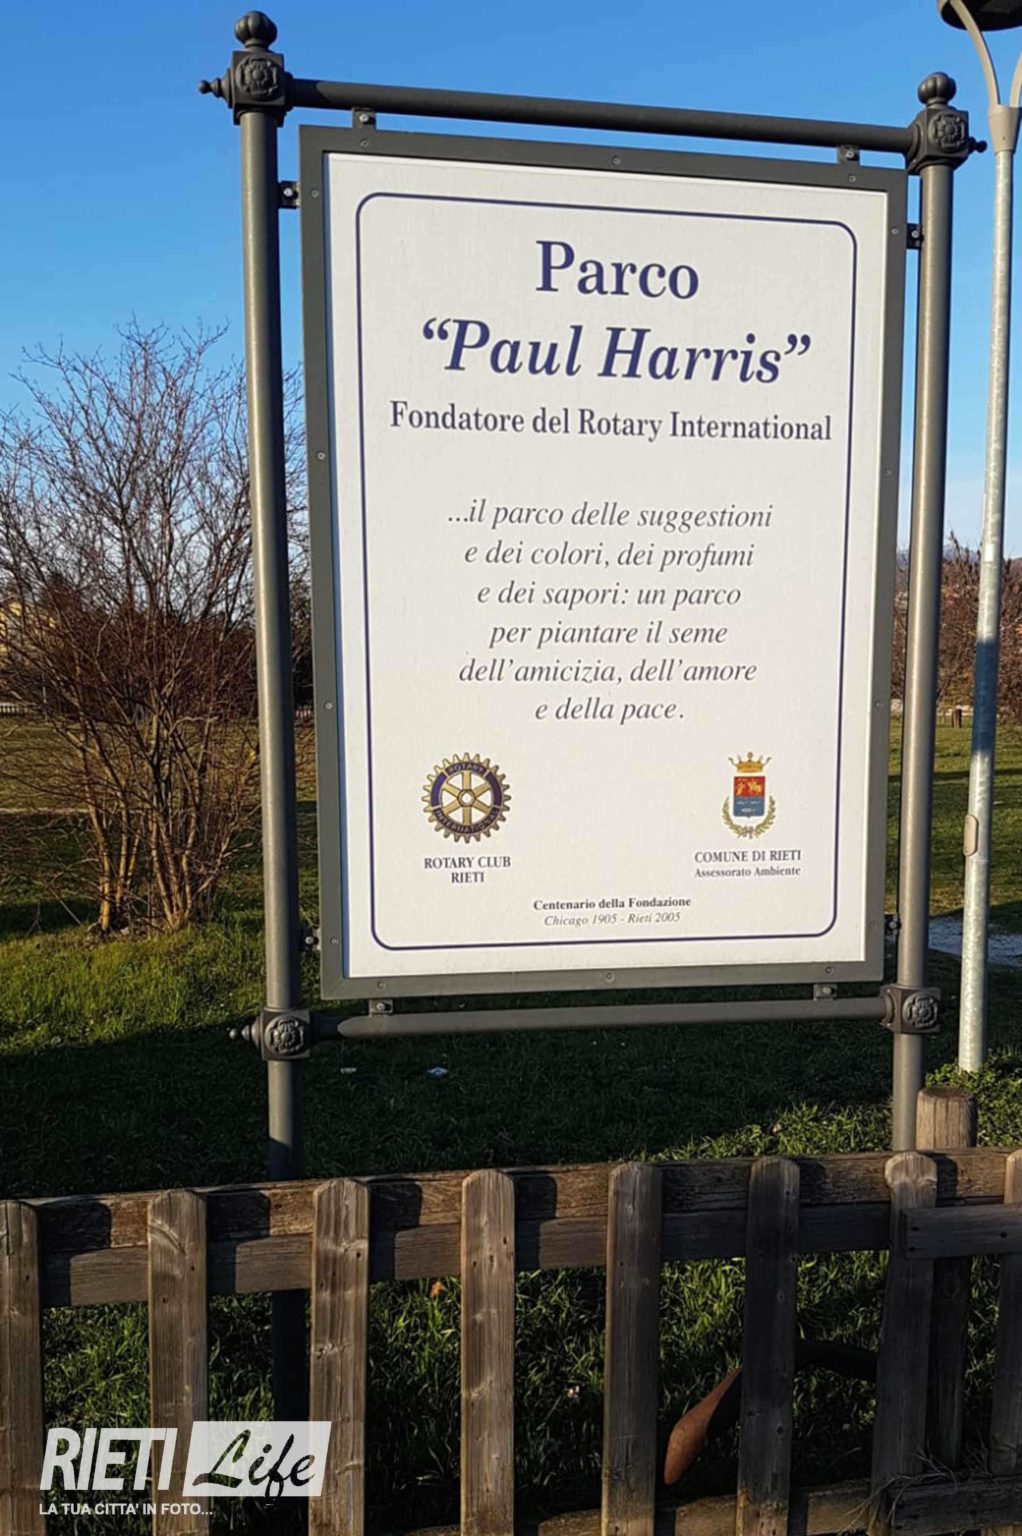 Parco
“Paul Harris”
Fondatore del Rotary International
...il parco delle suggestioni
e dei colori, dei profumi
e dei sapori: un parco
per piantare il seme
dell’amicizia, dell’amore
e della pace.
ROTARY
INTERNATIONAL
ROTARY CLUB
RIETI
COMUNE DI RIETI
Assessorato Ambiente
Centenario della Fondazione
Chicago 1905 - Rieti 2005
RIETI Life
LA TUA CITTA' IN FOTO...